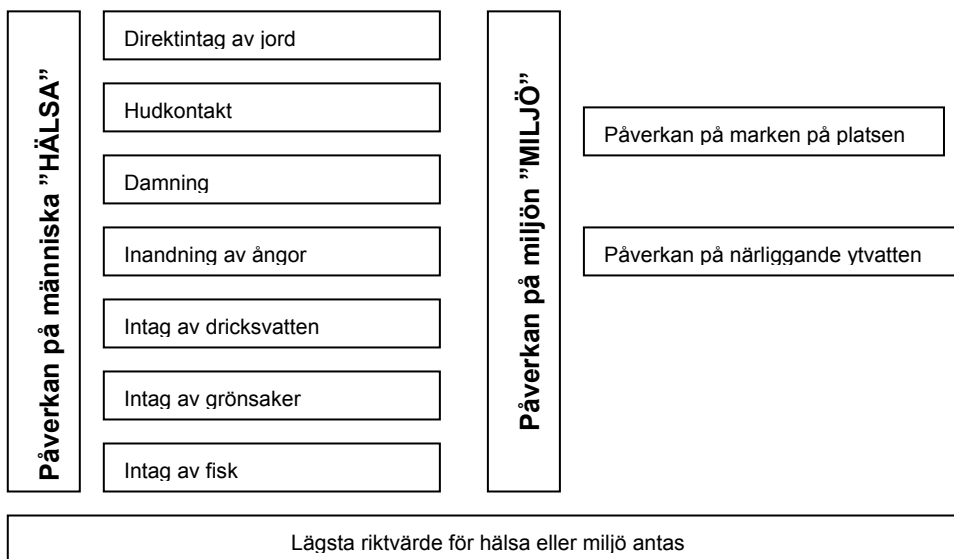 Påverkan på människa ”HÄLSA”
Direktintag av jord
Hudkontakt
Damning
Inandning av ångor
Intag av dricksvatten
Intag av grönsaker
Intag av fisk
Påverkan på miljön ”MILJÖ”
Påverkan på marken på platsen
Påverkan på närliggande ytvatten
Lägsta riktvärde för hälsa eller miljö antas